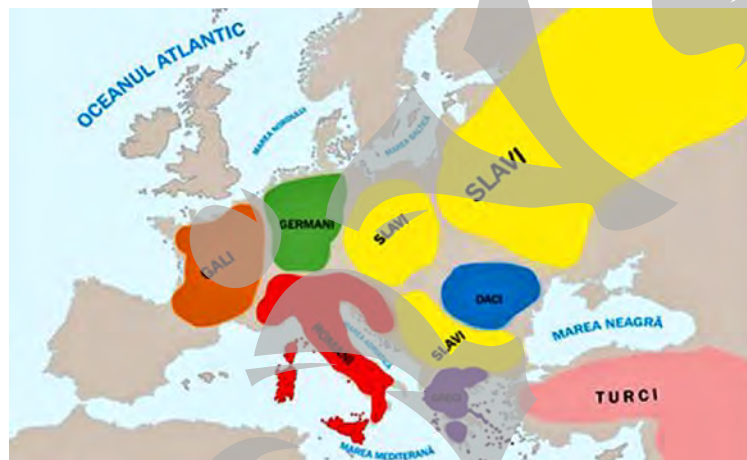 OCEANUL ATLANTIC
MAREA NORDULUI
MAREA BALTICĂ
SLAVI
GERMANI
SLAVI
GALI
DACI
MAREA NEAGRĂ
ROMANI
MAREA ADRIATICĂ
SLAVI
GRECI
TURCI
MAREA MEDITERANĂ